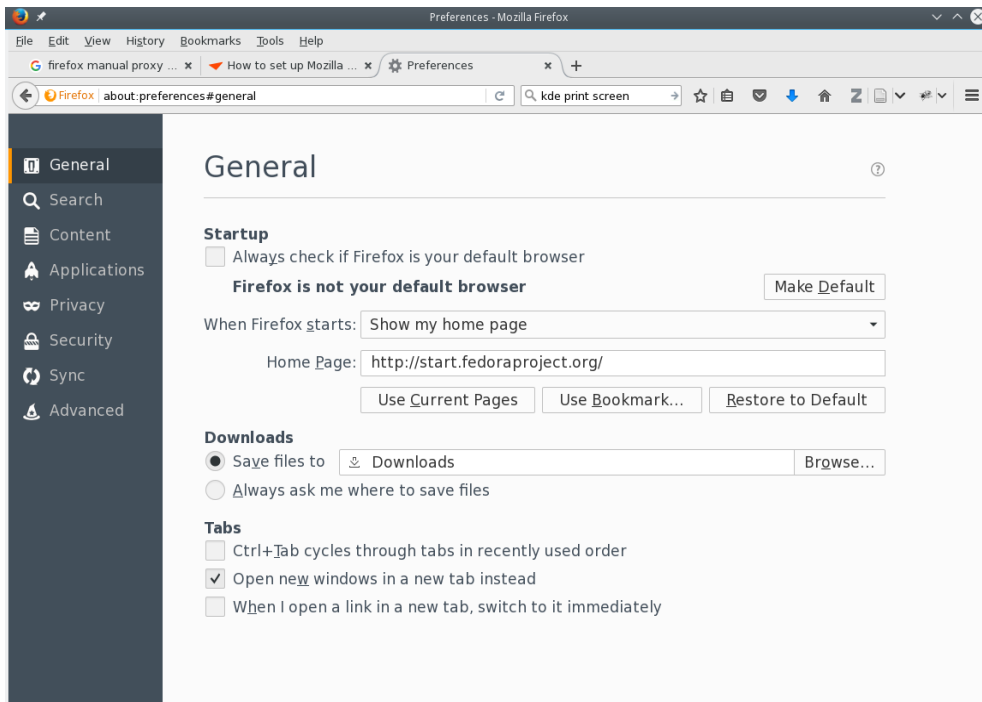 Preferences - Mozilla Firefox
File Edit View History Bookmarks Tools Help
firefox manual proxy ... How to set up Mozilla ... Preferences
Firefox about:preferences#general kde print screen
General
General
Search
Startup
Content
Always check if Firefox is your default browser
Applications
Firefox is not your default browser Make Default
Privacy
When Firefox starts: Show my home page
Security
Home Page: http://start.fedoraproject.org/
Sync
Use Current Pages Use Bookmark... Restore to Default
Advanced
Downloads
Save files to Downloads Browse...
Always ask me where to save files
Tabs
Ctrl+Tab cycles through tabs in recently used order
Open new windows in a new tab instead
When I open a link in a new tab, switch to it immediately